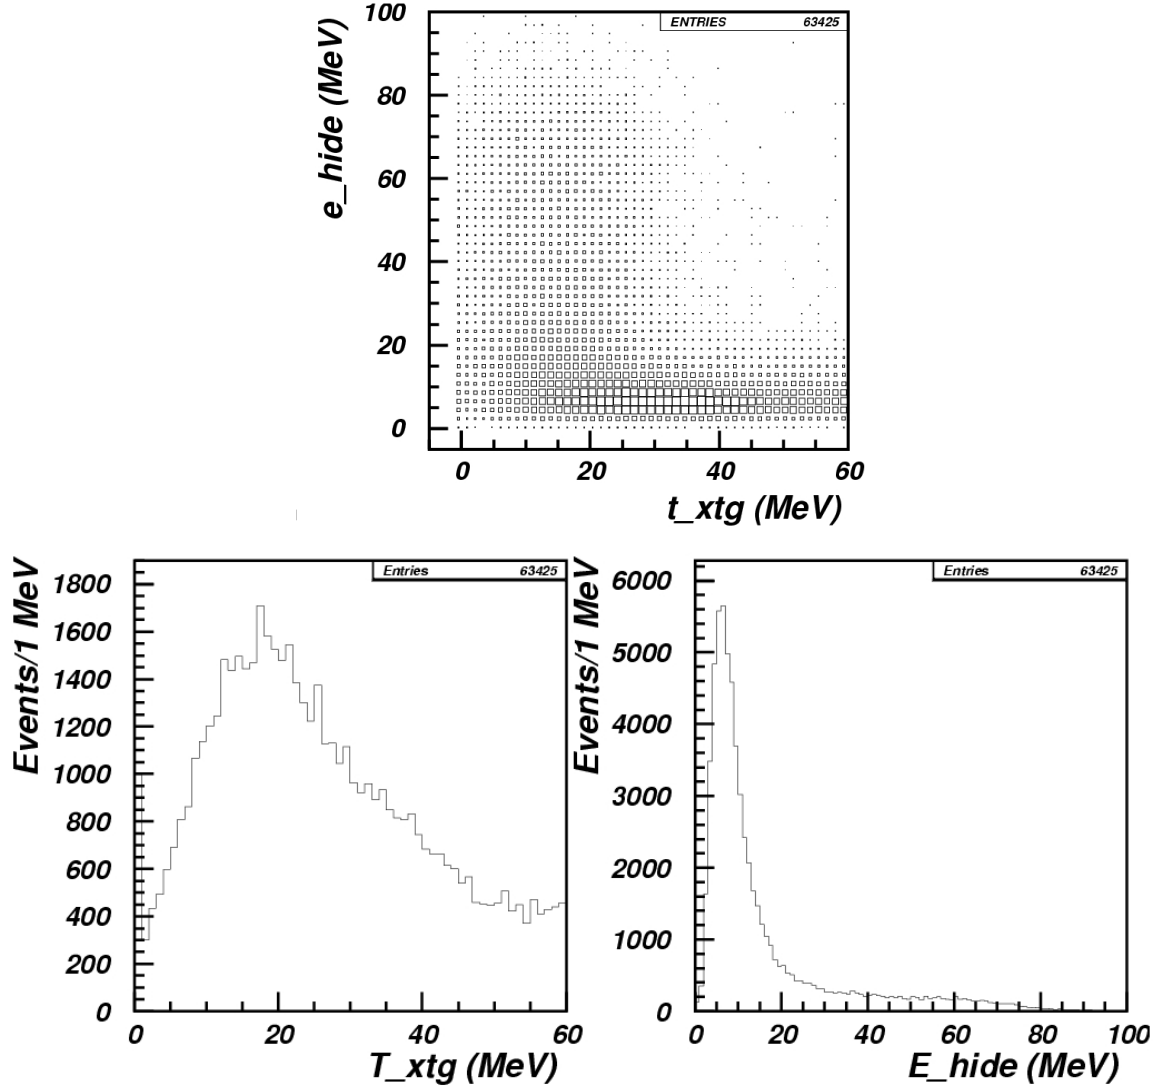 100
80
60
40
20
0
e_hide (MeV)
ENTRIES 63425
0 20 40 60
t_xtg (MeV)
1800
1600
1400
1200
1000
800
600
400
200
0
Events/1 MeV
Entries 63425
0 20 40 60
T_xtg (MeV)
6000
5000
4000
3000
2000
1000
0
Events/1 MeV
Entries 63425
0 20 40 60 80 100
E_hide (MeV)